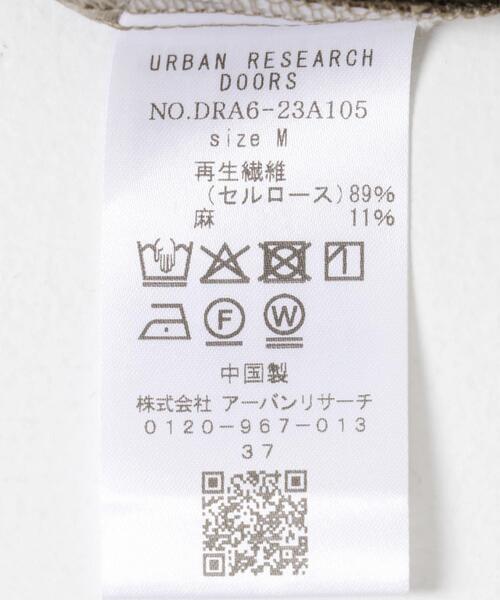 URBAN RESEARCH
DOORS
NO.DRA6-23A105
size M
再生繊維
(セルロース)89%
麻 11%
F W
中国製
株式会社 アーバンリサーチ
0120-967-013
37